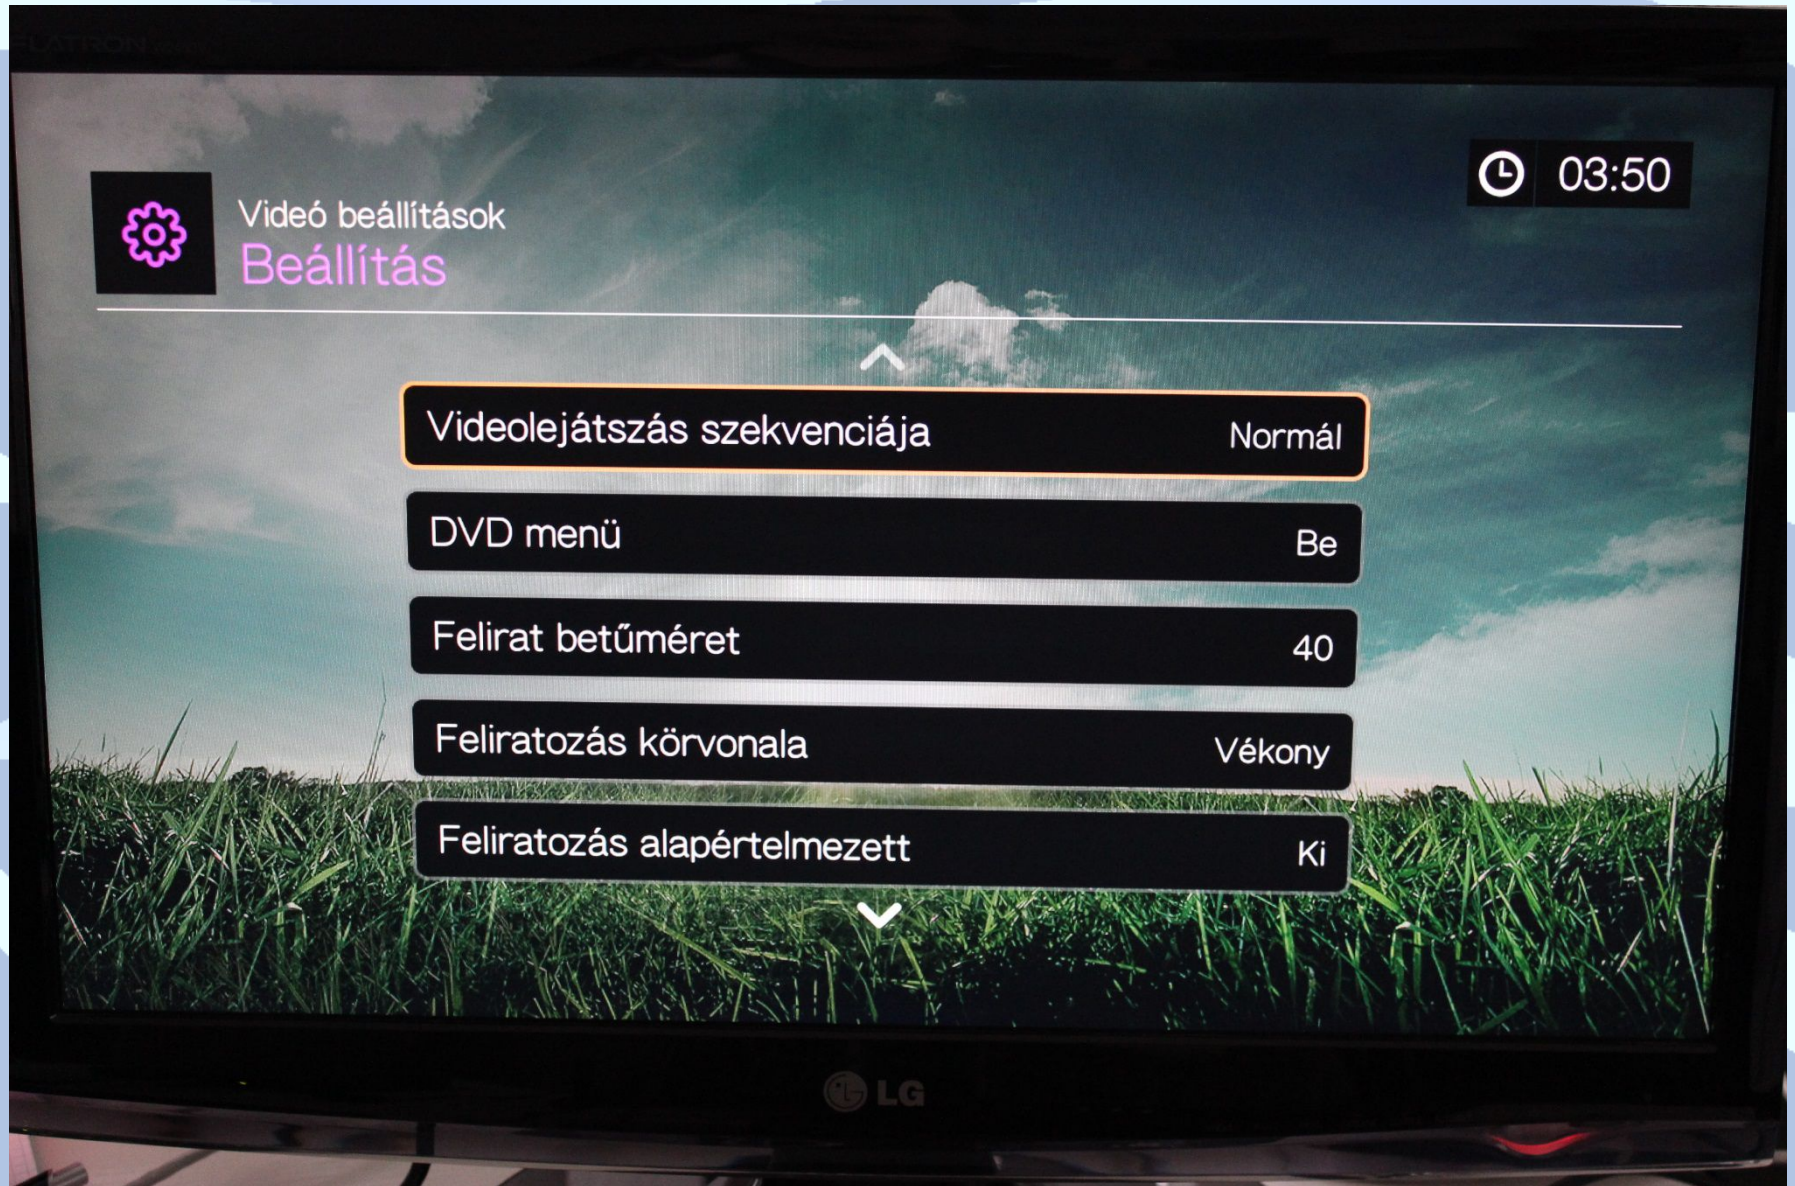 FLATRON
03:50
Videó beállítások
Beállítás
Videolejátszás szekvenciája Normál
DVD menü Be
Felirat betűméret 40
Feliratozás körvonala Vékony
Feliratozás alapértelmezett Ki
LG